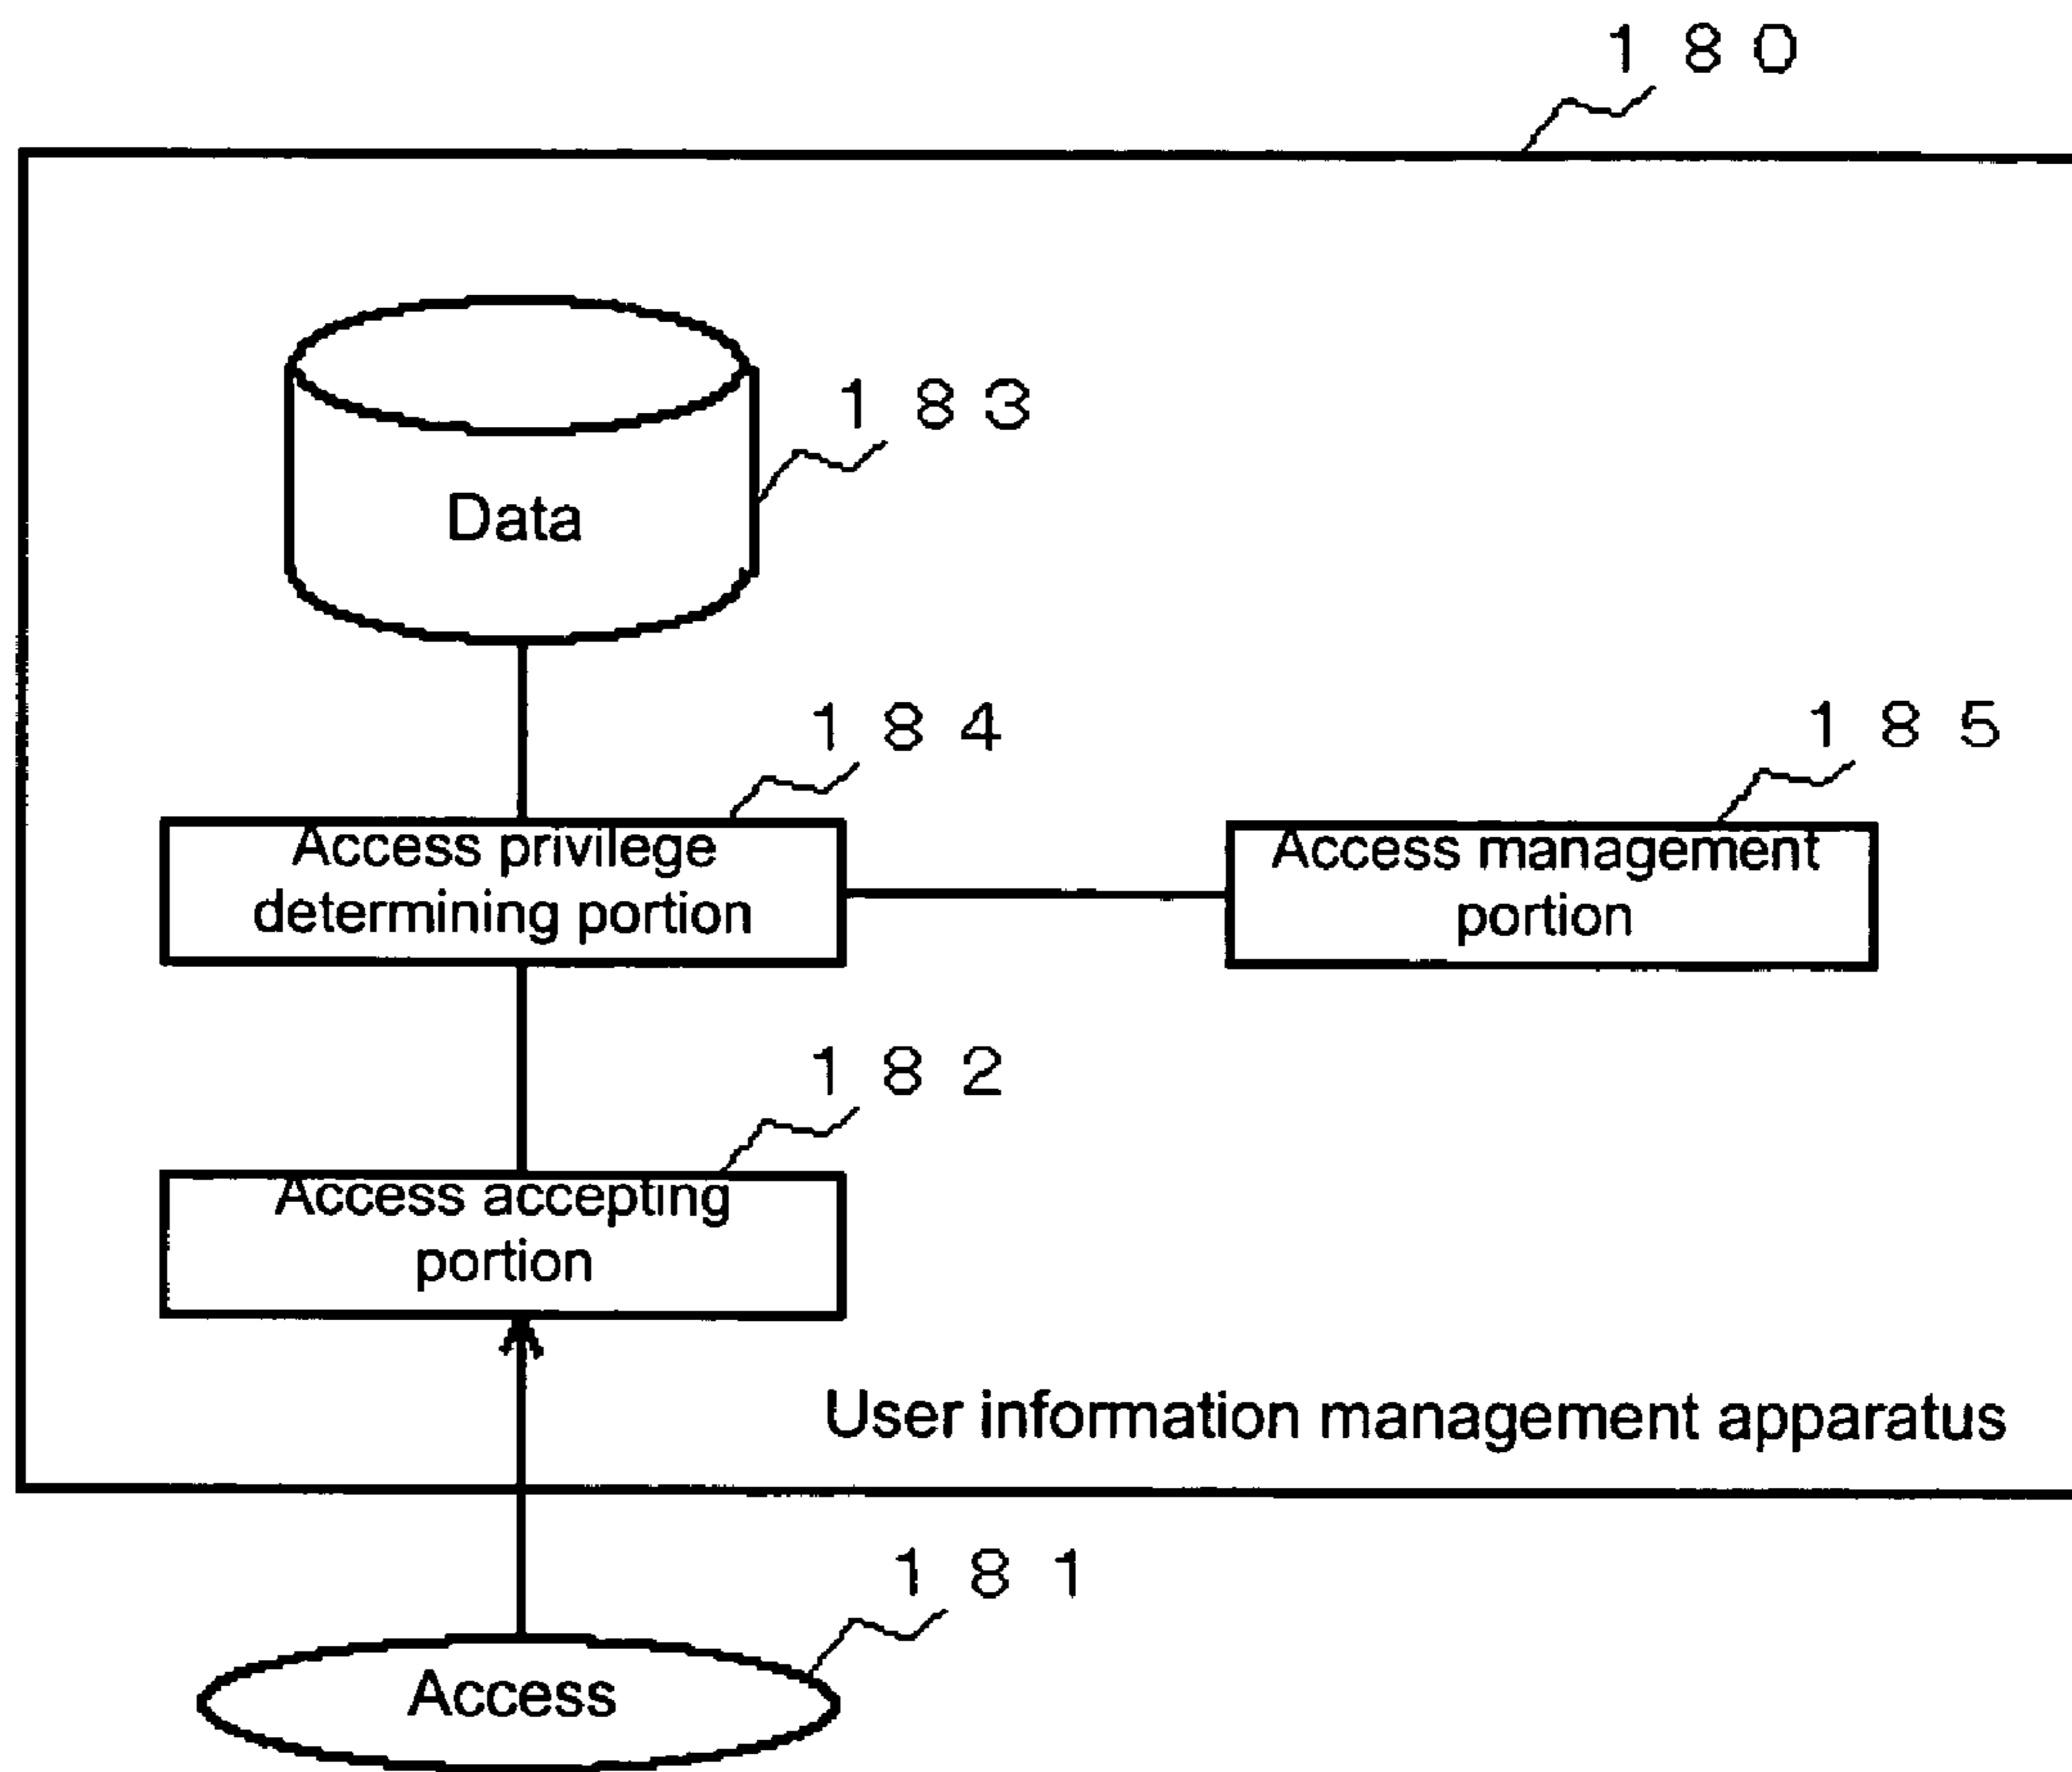 180
183
Data
184
185
Access privilege
determining portion
Access management
portion
182
Access accepting
portion
User information management apparatus
181
Access